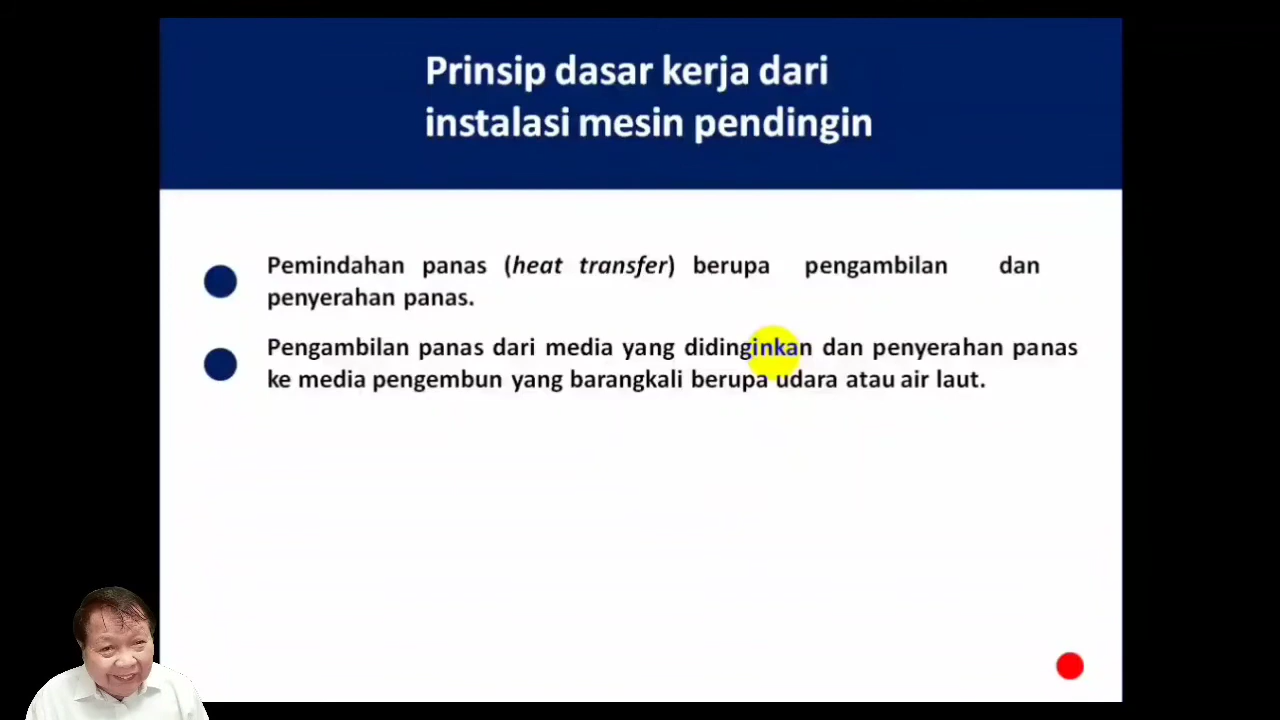 Prinsip dasar kerja dari
instalasi mesin pendingin
Pemindahan panas (heat transfer) berupa pengambilan dan
penyerahan panas.
Pengambilan panas dari media yang didinginkan dan penyerahan panas
ke media pengembun yang barangkali berupa udara atau air laut.